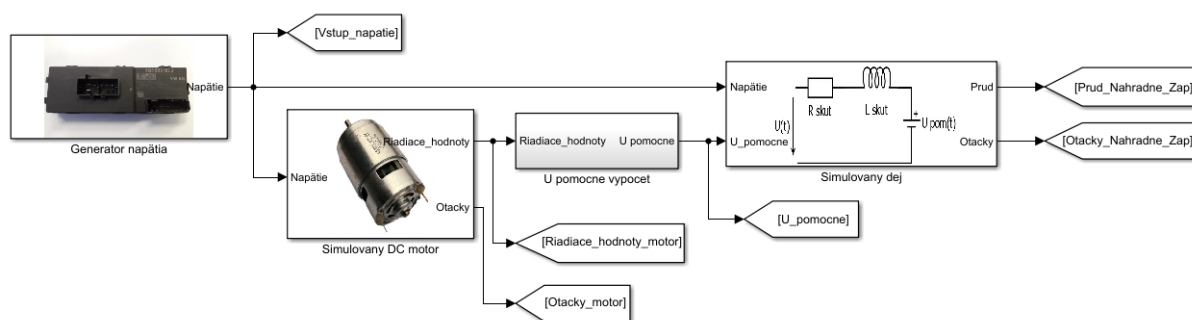 [Vstup_napatie]
Napätie
Generator napätia
Napätie
Riadiace_hodnoty
Otacky
Simulovany DC motor
Riadiace_hodnoty
U pomocne
U pomocne vypocet
Napätie
U_pomocne
R skut
L skut
U(t)
U pom(t)
+
Prud
Otacky
Simulovany dej
[Prud_Nahradne_Zap]
[Otacky_Nahradne_Zap]
[U_pomocne]
[Riadiace_hodnoty_motor]
[Otacky_motor]